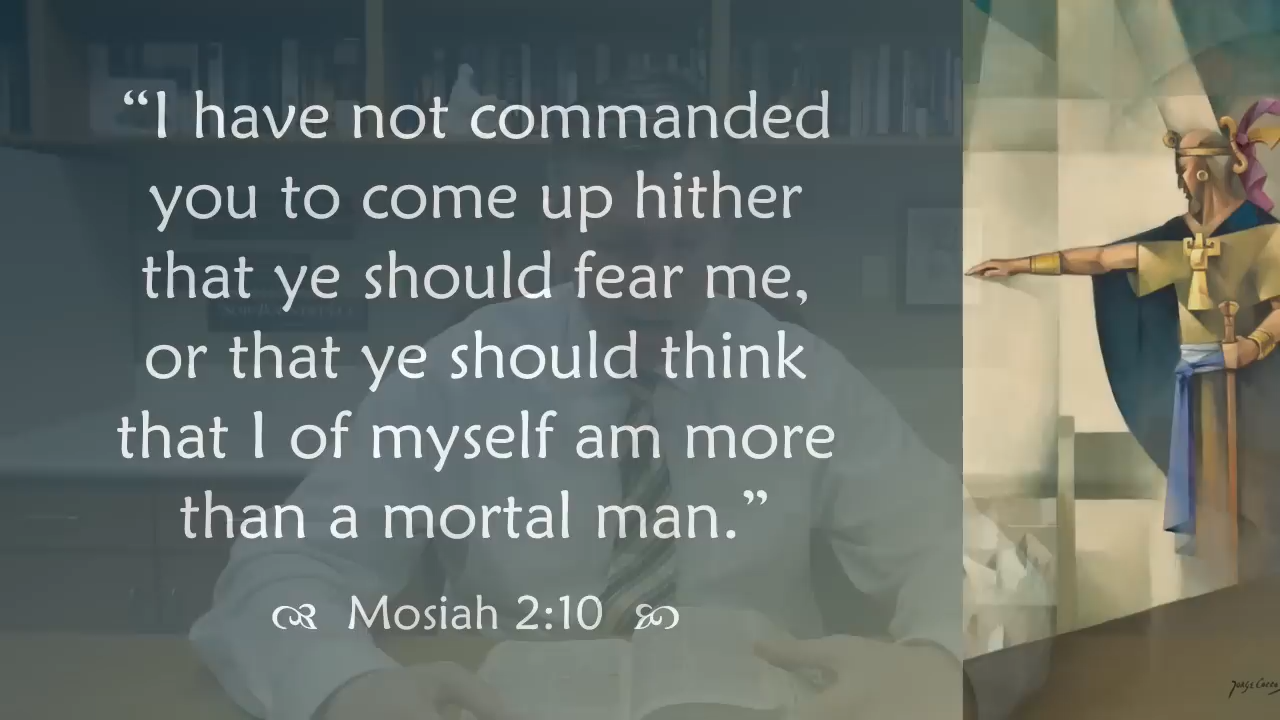 “I have not commanded
you to come up hither
that ye should fear me,
or that ye should think
that I of myself am more
than a mortal man.”
Mosiah 2:10